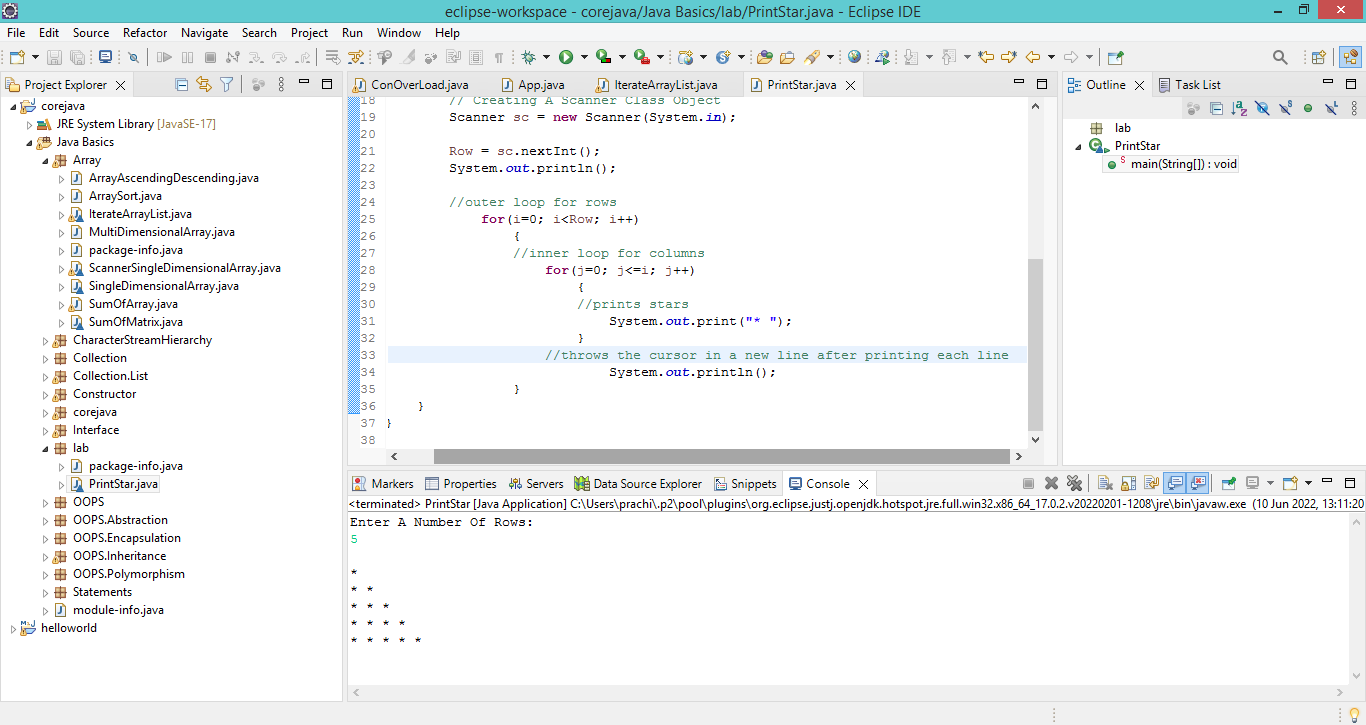 eclipse-workspace - corejava/Java Basics/lab/PrintStar.java - Eclipse IDE
File Edit Source Refactor Navigate Search Project Run Window Help
Project Explorer
corejava
JRE System Library [JavaSE-17]
Java Basics
Array
ArrayAscendingDescending.java
ArraySort.java
IterateArrayList.java
MultiDimensionalArray.java
package-info.java
ScannerSingleDimensionalArray.java
SingleDimensionalArray.java
SumOfArray.java
SumOfMatrix.java
CharacterStreamHierarchy
Collection
Collection.List
Constructor
corejava
Interface
lab
package-info.java
PrintStar.java
OOPS
OOPS.Abstraction
OOPS.Encapsulation
OOPS.Inheritance
OOPS.Polymorphism
Statements
module-info.java
helloworld
ConOverLoad.java App.java IterateArrayList.java PrintStar.java
18 // Creating A Scanner Class Object
19 Scanner sc = new Scanner(System.in);
20
21 Row = sc.nextInt();
22 System.out.println();
23
24 //outer loop for rows
25 for(i=0; i<Row; i++)
26 {
27 //inner loop for columns
28 for(j=0; j<=i; j++)
29 {
30 //prints stars
31 System.out.print("* ");
32 }
33 //throws the cursor in a new line after printing each line
34 System.out.println();
35 }
36 }
37 }
38
Outline Task List
lab
PrintStar
main(String[]) : void
Markers Properties Servers Data Source Explorer Snippets Console
<terminated> PrintStar [Java Application] C:\Users\prachi\.p2\pool\plugins\org.eclipse.justj.openjdk.hotspot.jre.full.win32.x86_64_17.0.2.v20220201-1208\jre\bin\javaw.exe (10 Jun 2022, 13:11:20
Enter A Number Of Rows:
5
*
* *
* * *
* * * *
* * * * *